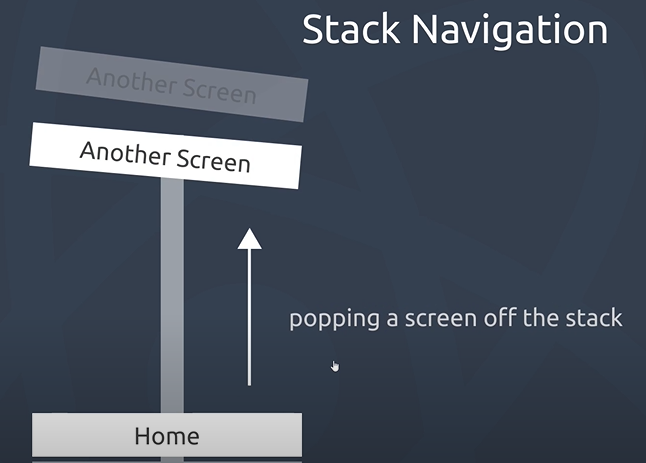 Stack Navigation
Another Screen
Another Screen
popping a screen off the stack
Home